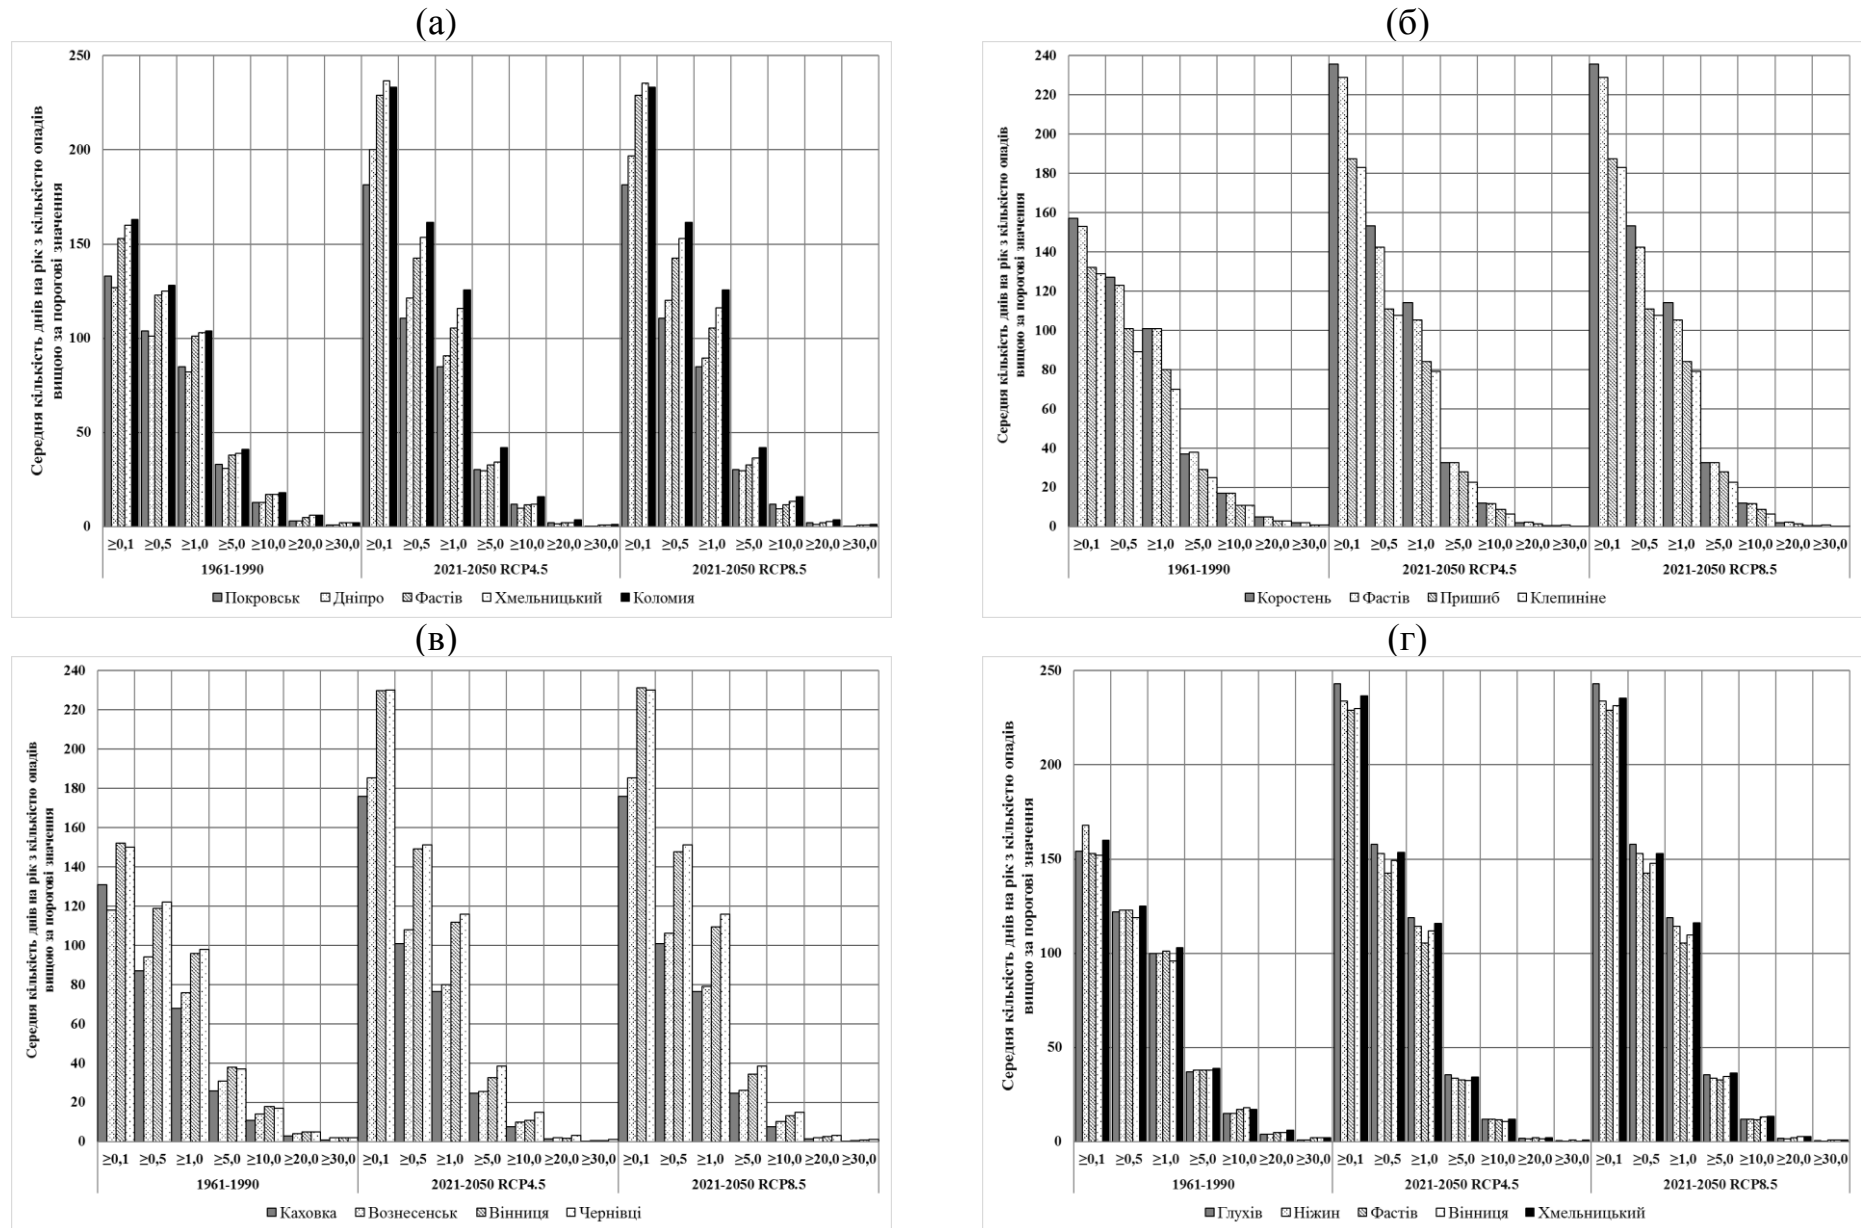 (а)
Середня кількість днів на рік з кількістю опадів
вищою за порогові значення
250
200
150
100
50
0
≥0,1 ≥0,5 ≥1,0 ≥5,0 ≥10,0 ≥20,0 ≥30,0 ≥0,1 ≥0,5 ≥1,0 ≥5,0 ≥10,0 ≥20,0 ≥30,0 ≥0,1 ≥0,5 ≥1,0 ≥5,0 ≥10,0 ≥20,0 ≥30,0
1961-1990 2021-2050 RCP4.5 2021-2050 RCP8.5
Покровськ Дніпро Фастів Хмельницький Коломия
(б)
Середня кількість днів на рік з кількістю опадів
вищою за порогові значення
240
220
200
180
160
140
120
100
80
60
40
20
0
≥0,1 ≥0,5 ≥1,0 ≥5,0 ≥10,0 ≥20,0 ≥30,0 ≥0,1 ≥0,5 ≥1,0 ≥5,0 ≥10,0 ≥20,0 ≥30,0 ≥0,1 ≥0,5 ≥1,0 ≥5,0 ≥10,0 ≥20,0 ≥30,0
1961-1990 2021-2050 RCP4.5 2021-2050 RCP8.5
Коростень Фастів Пришиб Клепиніне
(в)
Середня кількість днів на рік з кількістю опадів
вищою за порогові значення
240
220
200
180
160
140
120
100
80
60
40
20
0
≥0,1 ≥0,5 ≥1,0 ≥5,0 ≥10,0 ≥20,0 ≥30,0 ≥0,1 ≥0,5 ≥1,0 ≥5,0 ≥10,0 ≥20,0 ≥30,0 ≥0,1 ≥0,5 ≥1,0 ≥5,0 ≥10,0 ≥20,0 ≥30,0
1961-1990 2021-2050 RCP4.5 2021-2050 RCP8.5
Каховка Вознесенськ Вінниця Чернівці
(г)
Середня кількість днів на рік з кількістю опадів
вищою за порогові значення
250
200
150
100
50
0
≥0,1 ≥0,5 ≥1,0 ≥5,0 ≥10,0 ≥20,0 ≥30,0 ≥0,1 ≥0,5 ≥1,0 ≥5,0 ≥10,0 ≥20,0 ≥30,0 ≥0,1 ≥0,5 ≥1,0 ≥5,0 ≥10,0 ≥20,0 ≥30,0
1961-1990 2021-2050 RCP4.5 2021-2050 RCP8.5
Глухів Ніжин Фастів Вінниця Хмельницький